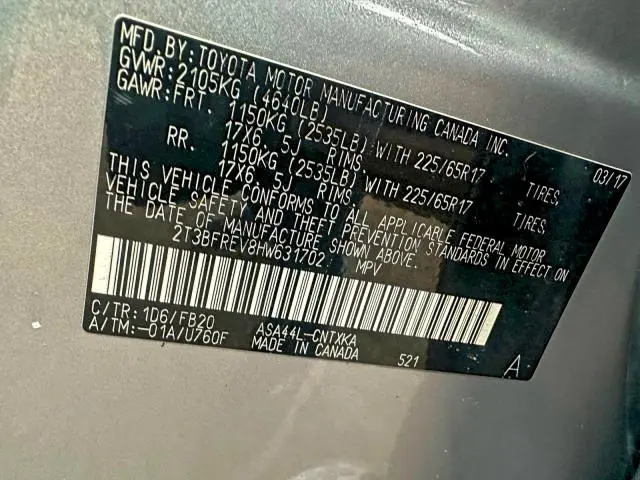 MFD.BY:TOYOTA MOTOR MANUFACTURING CANADA INC.
GVWR:2105KG (4640LB) 03/17
GAWR:FRT. 1150KG (2535LB) WITH 225/65R17 TIRES
17X6.5J RIMS
RR. 1150KG (2535LB) WITH 225/65R17 TIRES
17X6.5J RIMS
THIS VEHICLE CONFORMS TO ALL APPLICABLE FEDERAL MOTOR
VEHICLE SAFETY AND THEFT PREVENTION STANDARDS IN EFFECT ON
THE DATE OF MANUFACTURE SHOWN ABOVE.
2T3BFREV8HW631702 MPV
C/TR:1D6/FB20 ASA44L-CNTXKA
A/TM:-01A/U760F MADE IN CANADA 521 A